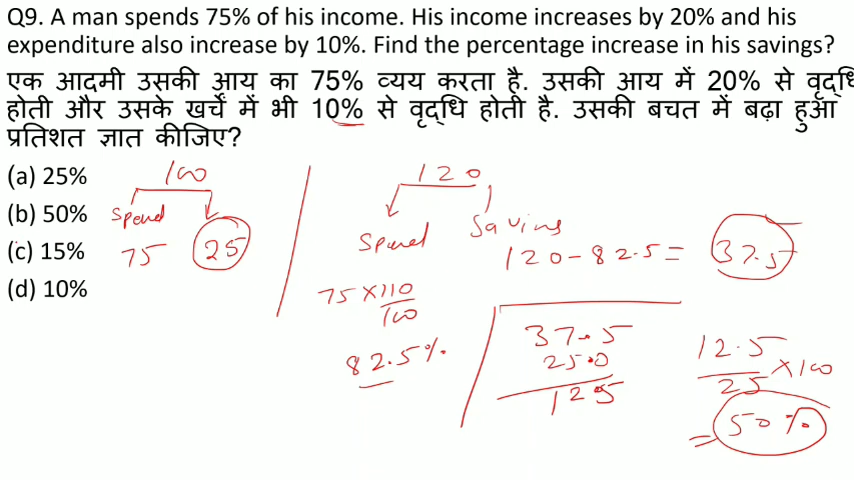 Q9. A man spends 75% of his income. His income increases by 20% and his
expenditure also increase by 10%. Find the percentage increase in his savings?
एक आदमी उसकी आय का 75% व्यय करता है. उसकी आय में 20% से वृद्धि
होती और उसके खर्चें में भी 10% से वृद्धि होती है. उसकी बचत में बढ़ा हुआ
प्रतिशत ज्ञात कीजिए?
(a) 25%
(b) 50%
(c) 15%
(d) 10%
100
Spend
75 25
120
Spend Saving
120-82.5= 37.5
75×110
100
82.5%
37.5
25.0
12.5
12.5
25 ×100
= 50%